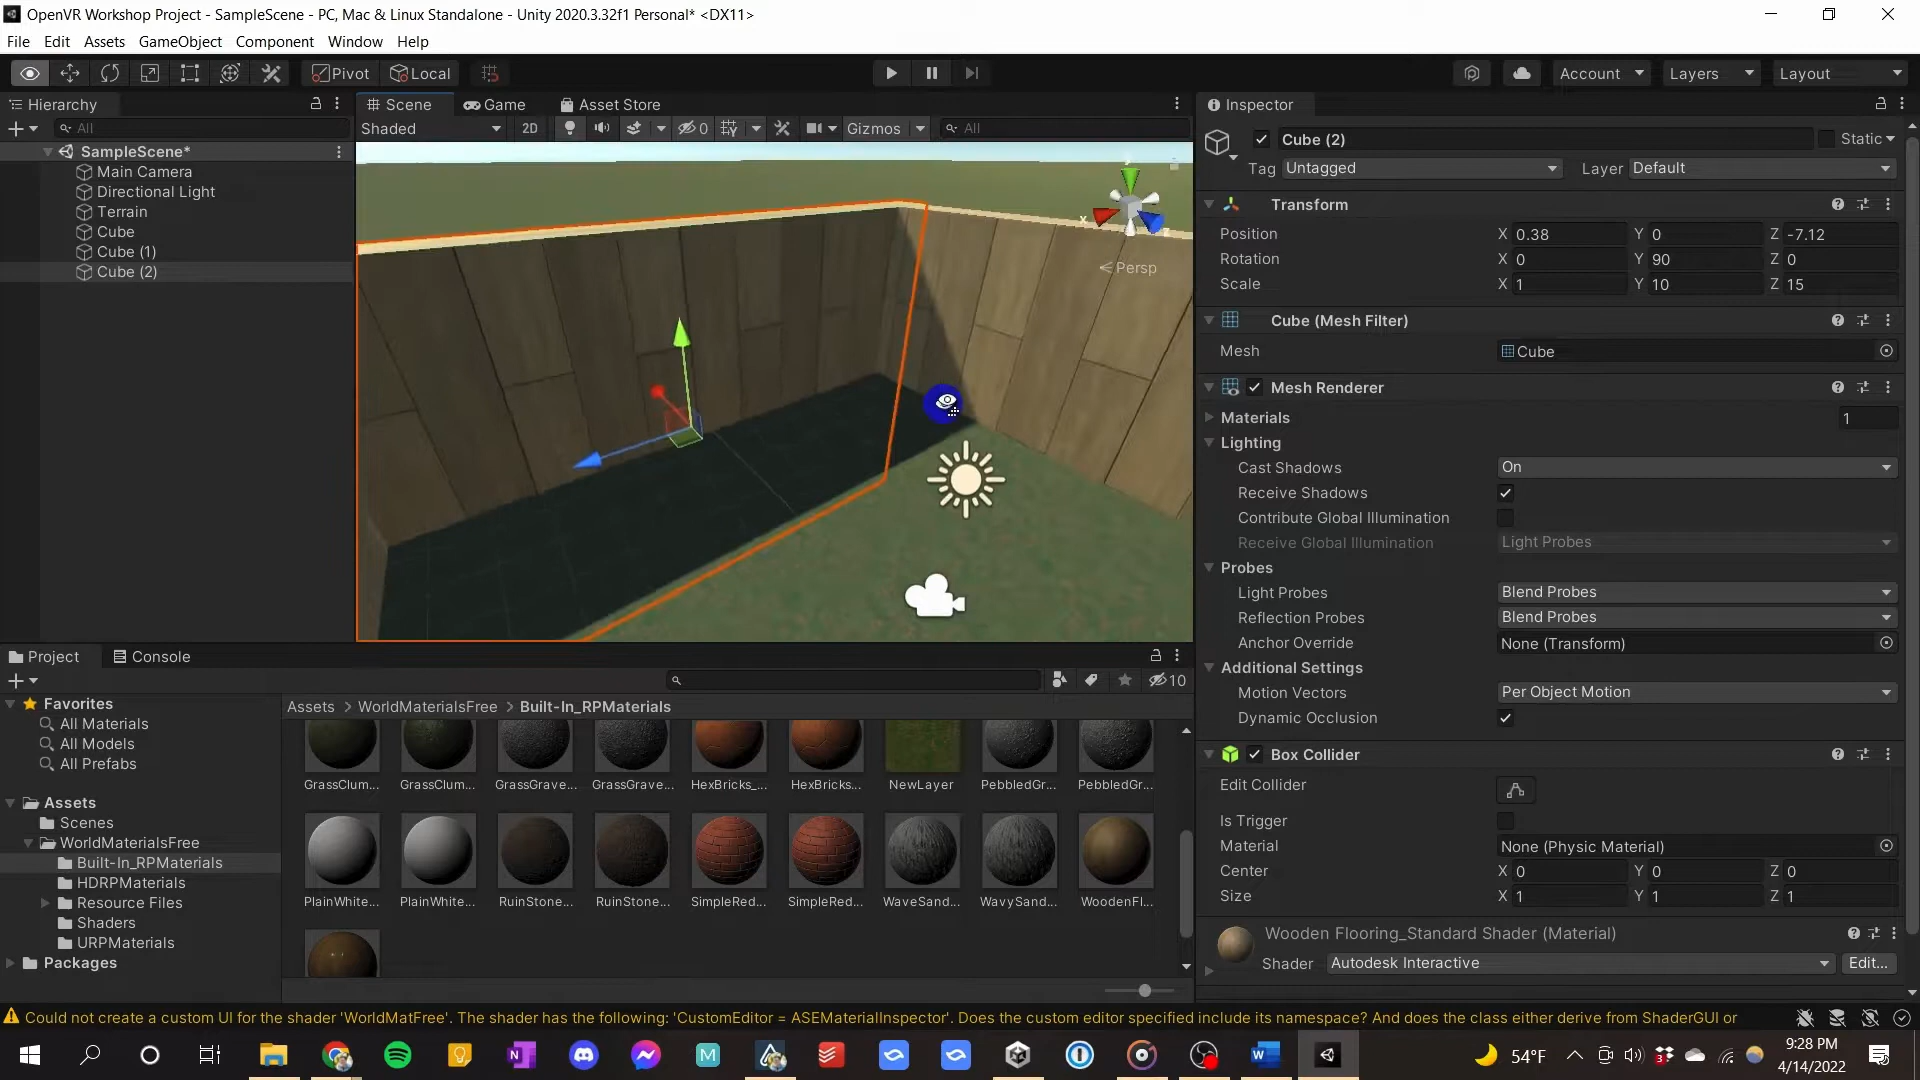 OpenVR Workshop Project - SampleScene - PC, Mac & Linux Standalone - Unity 2020.3.32f1 Personal* <DX11>
File Edit Assets GameObject Component Window Help
Pivot Local Account Layers Layout
Hierarchy
All
SampleScene*
Main Camera
Directional Light
Terrain
Cube
Cube (1)
Cube (2)
Scene Game Asset Store
Shaded 2D 0 Gizmos All
y
x
z
Persp
Inspector
Cube (2) Static
Tag Untagged Layer Default
Transform
Position X 0.38 Y 0 Z -7.12
Rotation X 0 Y 90 Z 0
Scale X 1 Y 10 Z 15
Cube (Mesh Filter)
Mesh Cube
Mesh Renderer
Materials 1
Lighting
Cast Shadows On
Receive Shadows
Contribute Global Illumination
Receive Global Illumination Light Probes
Probes
Light Probes Blend Probes
Reflection Probes Blend Probes
Anchor Override None (Transform)
Additional Settings
Motion Vectors Per Object Motion
Dynamic Occlusion
Box Collider
Edit Collider
Is Trigger
Material None (Physic Material)
Center X 0 Y 0 Z 0
Size X 1 Y 1 Z 1
Wooden Flooring_Standard Shader (Material)
Shader Autodesk Interactive Edit...
Project Console
10
Favorites
All Materials
All Models
All Prefabs
Assets
Scenes
WorldMaterialsFree
Built-In_RPMaterials
HDRPMaterials
Resource Files
Shaders
URPMaterials
Packages
Assets > WorldMaterialsFree > Built-In_RPMaterials
GrassClum... GrassClum... GrassGrave... GrassGrave... HexBricks_... HexBricks... NewLayer PebbledGr... PebbledGr...
PlainWhite... PlainWhite... RuinStone... RuinStone... SimpleRed... SimpleRed... WaveSand... WavySand... WoodenFl...
Could not create a custom UI for the shader 'WorldMatFree'. The shader has the following: 'CustomEditor = ASEMaterialInspector'. Does the custom editor specified include its namespace? And does the class either derive from ShaderGUI or
54°F
9:28 PM
4/14/2022